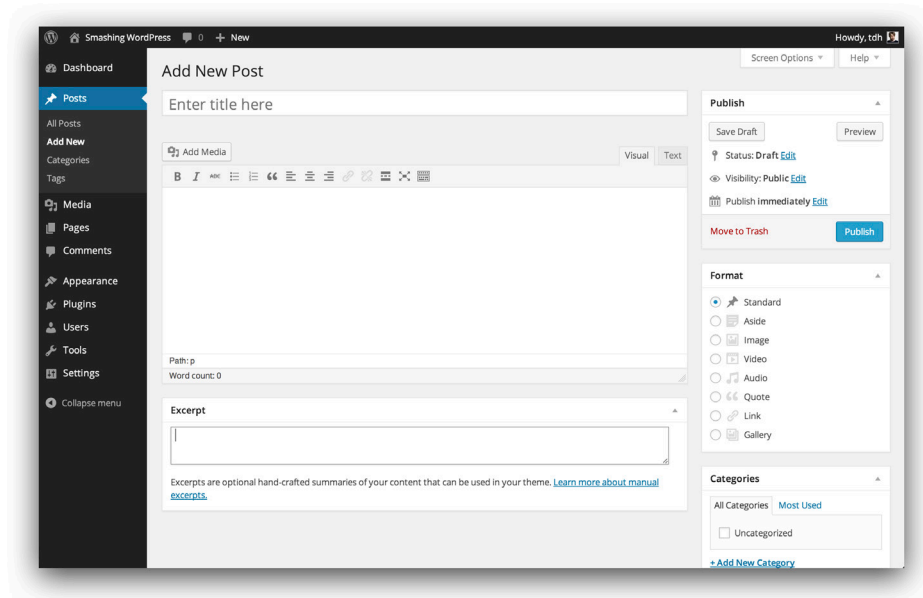 Smashing WordPress 0 + New Howdy, tdh
Dashboard
Posts
All Posts
Add New
Categories
Tags
Media
Pages
Comments
Appearance
Plugins
Users
Tools
Settings
Collapse menu
Screen Options Help
Add New Post
Enter title here
Add Media
Visual Text
B I ABC
Path: p
Word count: 0
Excerpt
Excerpts are optional hand-crafted summaries of your content that can be used in your theme. Learn more about manual
excerpts.
Publish
Save Draft Preview
Status: Draft Edit
Visibility: Public Edit
Publish immediately Edit
Move to Trash Publish
Format
Standard
Aside
Image
Video
Audio
Quote
Link
Gallery
Categories
All Categories Most Used
Uncategorized
+ Add New Category